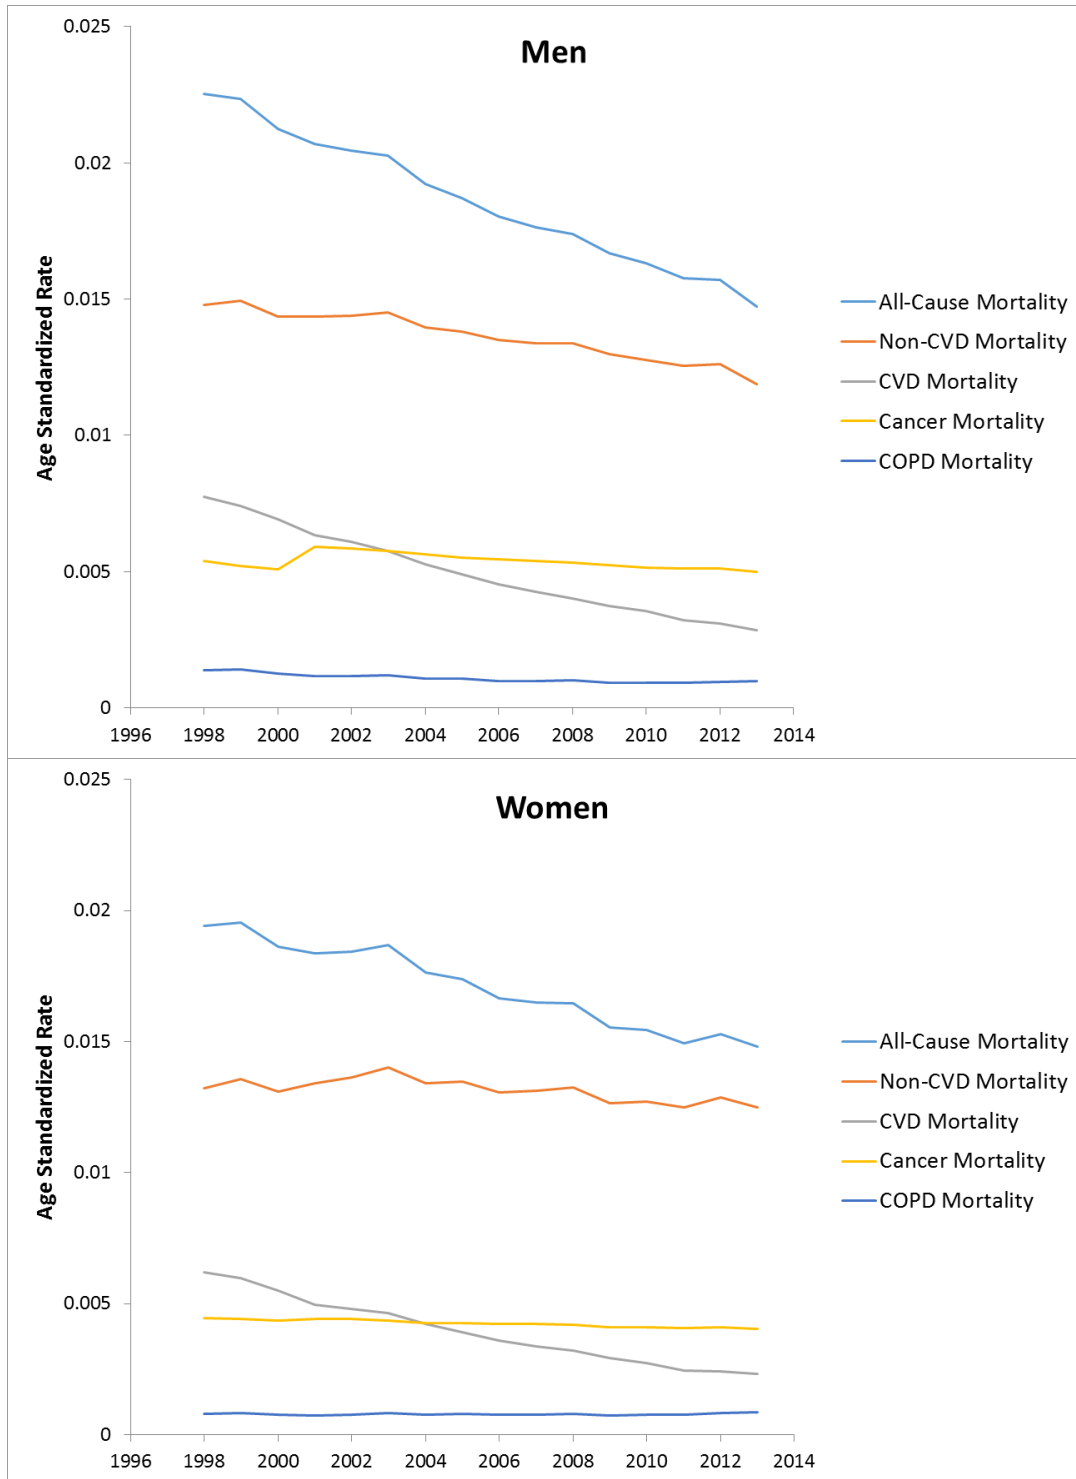 Men
Age Standardized Rate
0.025
0.02
0.015
0.01
0.005
0
1996 1998 2000 2002 2004 2006 2008 2010 2012 2014
All-Cause Mortality
Non-CVD Mortality
CVD Mortality
Cancer Mortality
COPD Mortality
Women
Age Standardized Rate
0.025
0.02
0.015
0.01
0.005
0
1996 1998 2000 2002 2004 2006 2008 2010 2012 2014
All-Cause Mortality
Non-CVD Mortality
CVD Mortality
Cancer Mortality
COPD Mortality